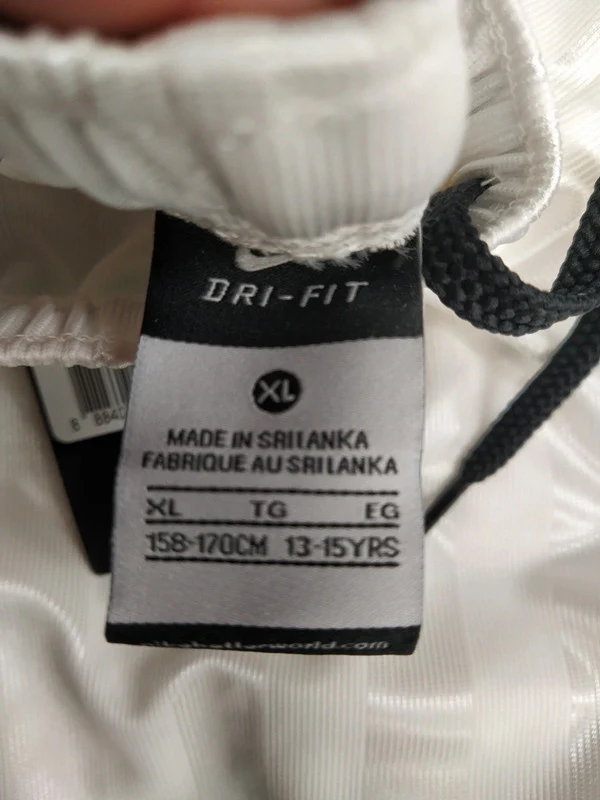 DRI-FIT
XL
MADE IN SRI LANKA
FABRIQUE AU SRI LANKA
XL TG EG
158-170CM 13-15YRS